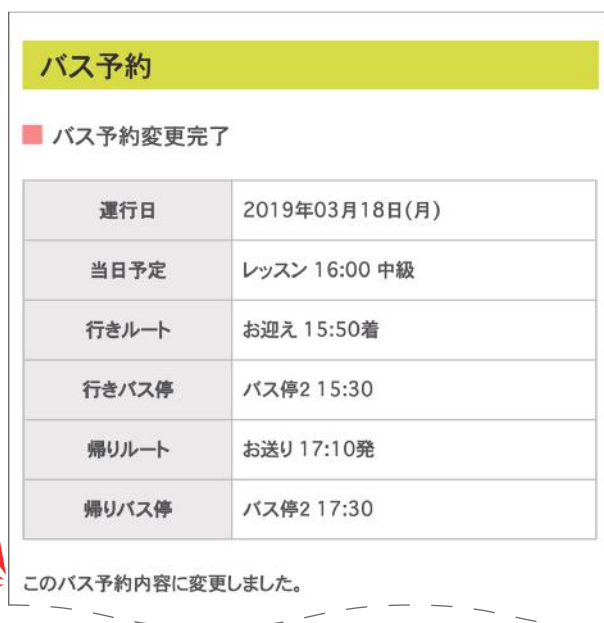 バス予約
バス予約変更完了
運行日 2019年03月18日(月)
当日予定 レッスン 16:00 中級
行きルート お迎え 15:50着
行きバス停 バス停2 15:30
帰りルート お送り 17:10発
帰りバス停 バス停2 17:30
このバス予約内容に変更しました。